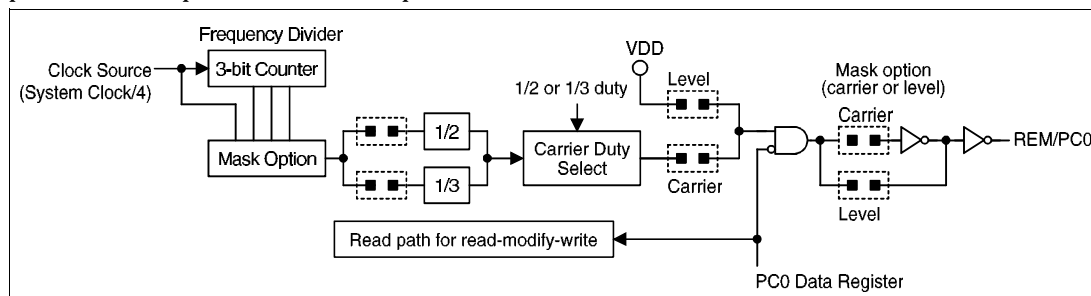 Frequency Divider
Clock Source
(System Clock/4)
3-bit Counter
Mask Option
1/2
1/3
1/2 or 1/3 duty
Carrier Duty
Select
VDD
Level
Carrier
Mask option
(carrier or level)
Carrier
Level
REM/PC0
Read path for read-modify-write
PC0 Data Register